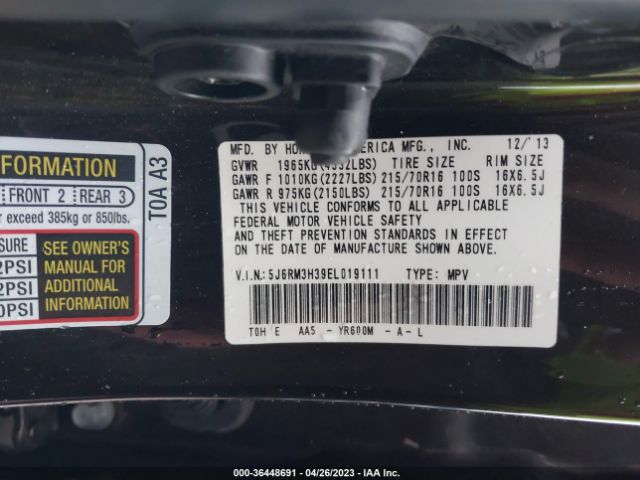 FORMATION
FRONT 2 REAR 3
exceed 385kg or 850lbs.
SURE
2PSI
2PSI
0PSI
SEE OWNER'S
MANUAL FOR
ADDITIONAL
INFORMATION
T0A A3
MFD. BY AMERICA MFG., INC. 12/'13
GVWR 1965KG(4332LBS) TIRE SIZE RIM SIZE
GAWR F 1010KG(2227LBS) 215/70R16 100S 16X6.5J
GAWR R 975KG(2150LBS) 215/70R16 100S 16X6.5J
THIS VEHICLE CONFORMS TO ALL APPLICABLE
FEDERAL MOTOR VEHICLE SAFETY
AND THEFT PREVENTION STANDARDS IN EFFECT
ON THE DATE OF MANUFACTURE SHOWN ABOVE.
V.I.N:5J6RM3H39EL019111 TYPE: MPV
T0H E AA5 - YR600M - A - L
000-36448691 - 04/26/2023 - IAA Inc.